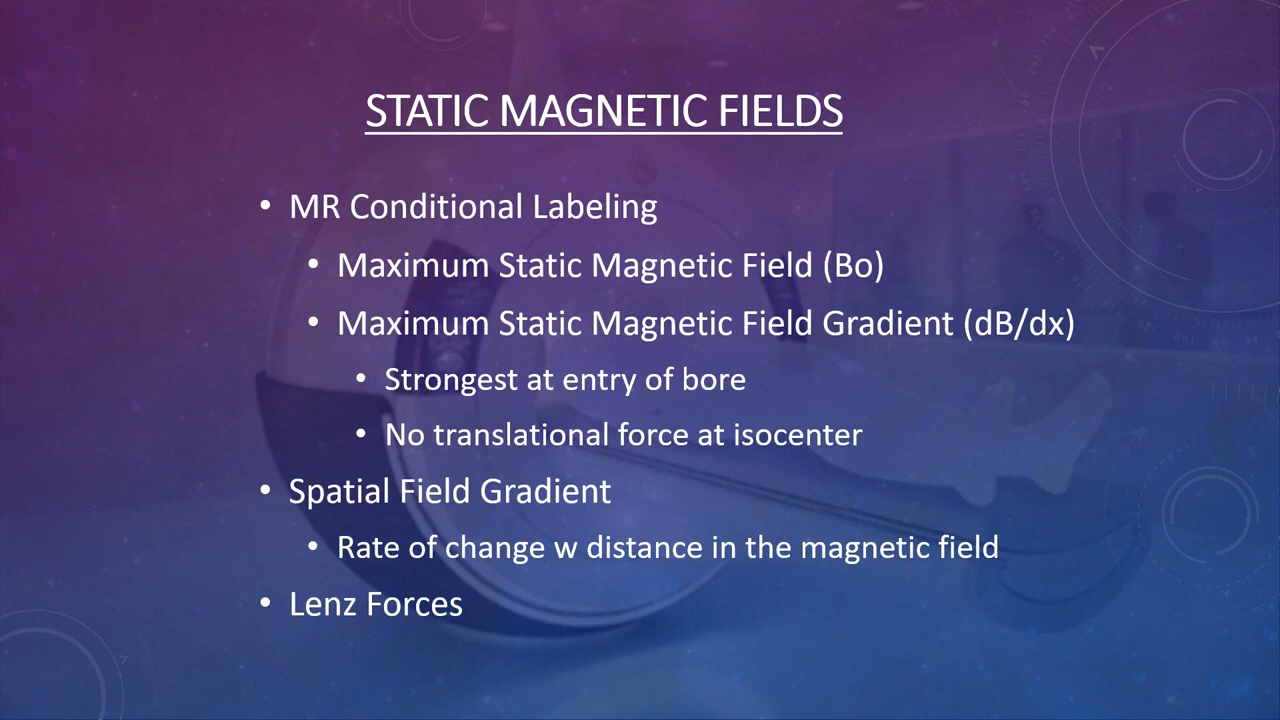 STATIC MAGNETIC FIELDS
• MR Conditional Labeling
• Maximum Static Magnetic Field (Bo)
• Maximum Static Magnetic Field Gradient (dB/dx)
• Strongest at entry of bore
• No translational force at isocenter
• Spatial Field Gradient
• Rate of change w distance in the magnetic field
• Lenz Forces